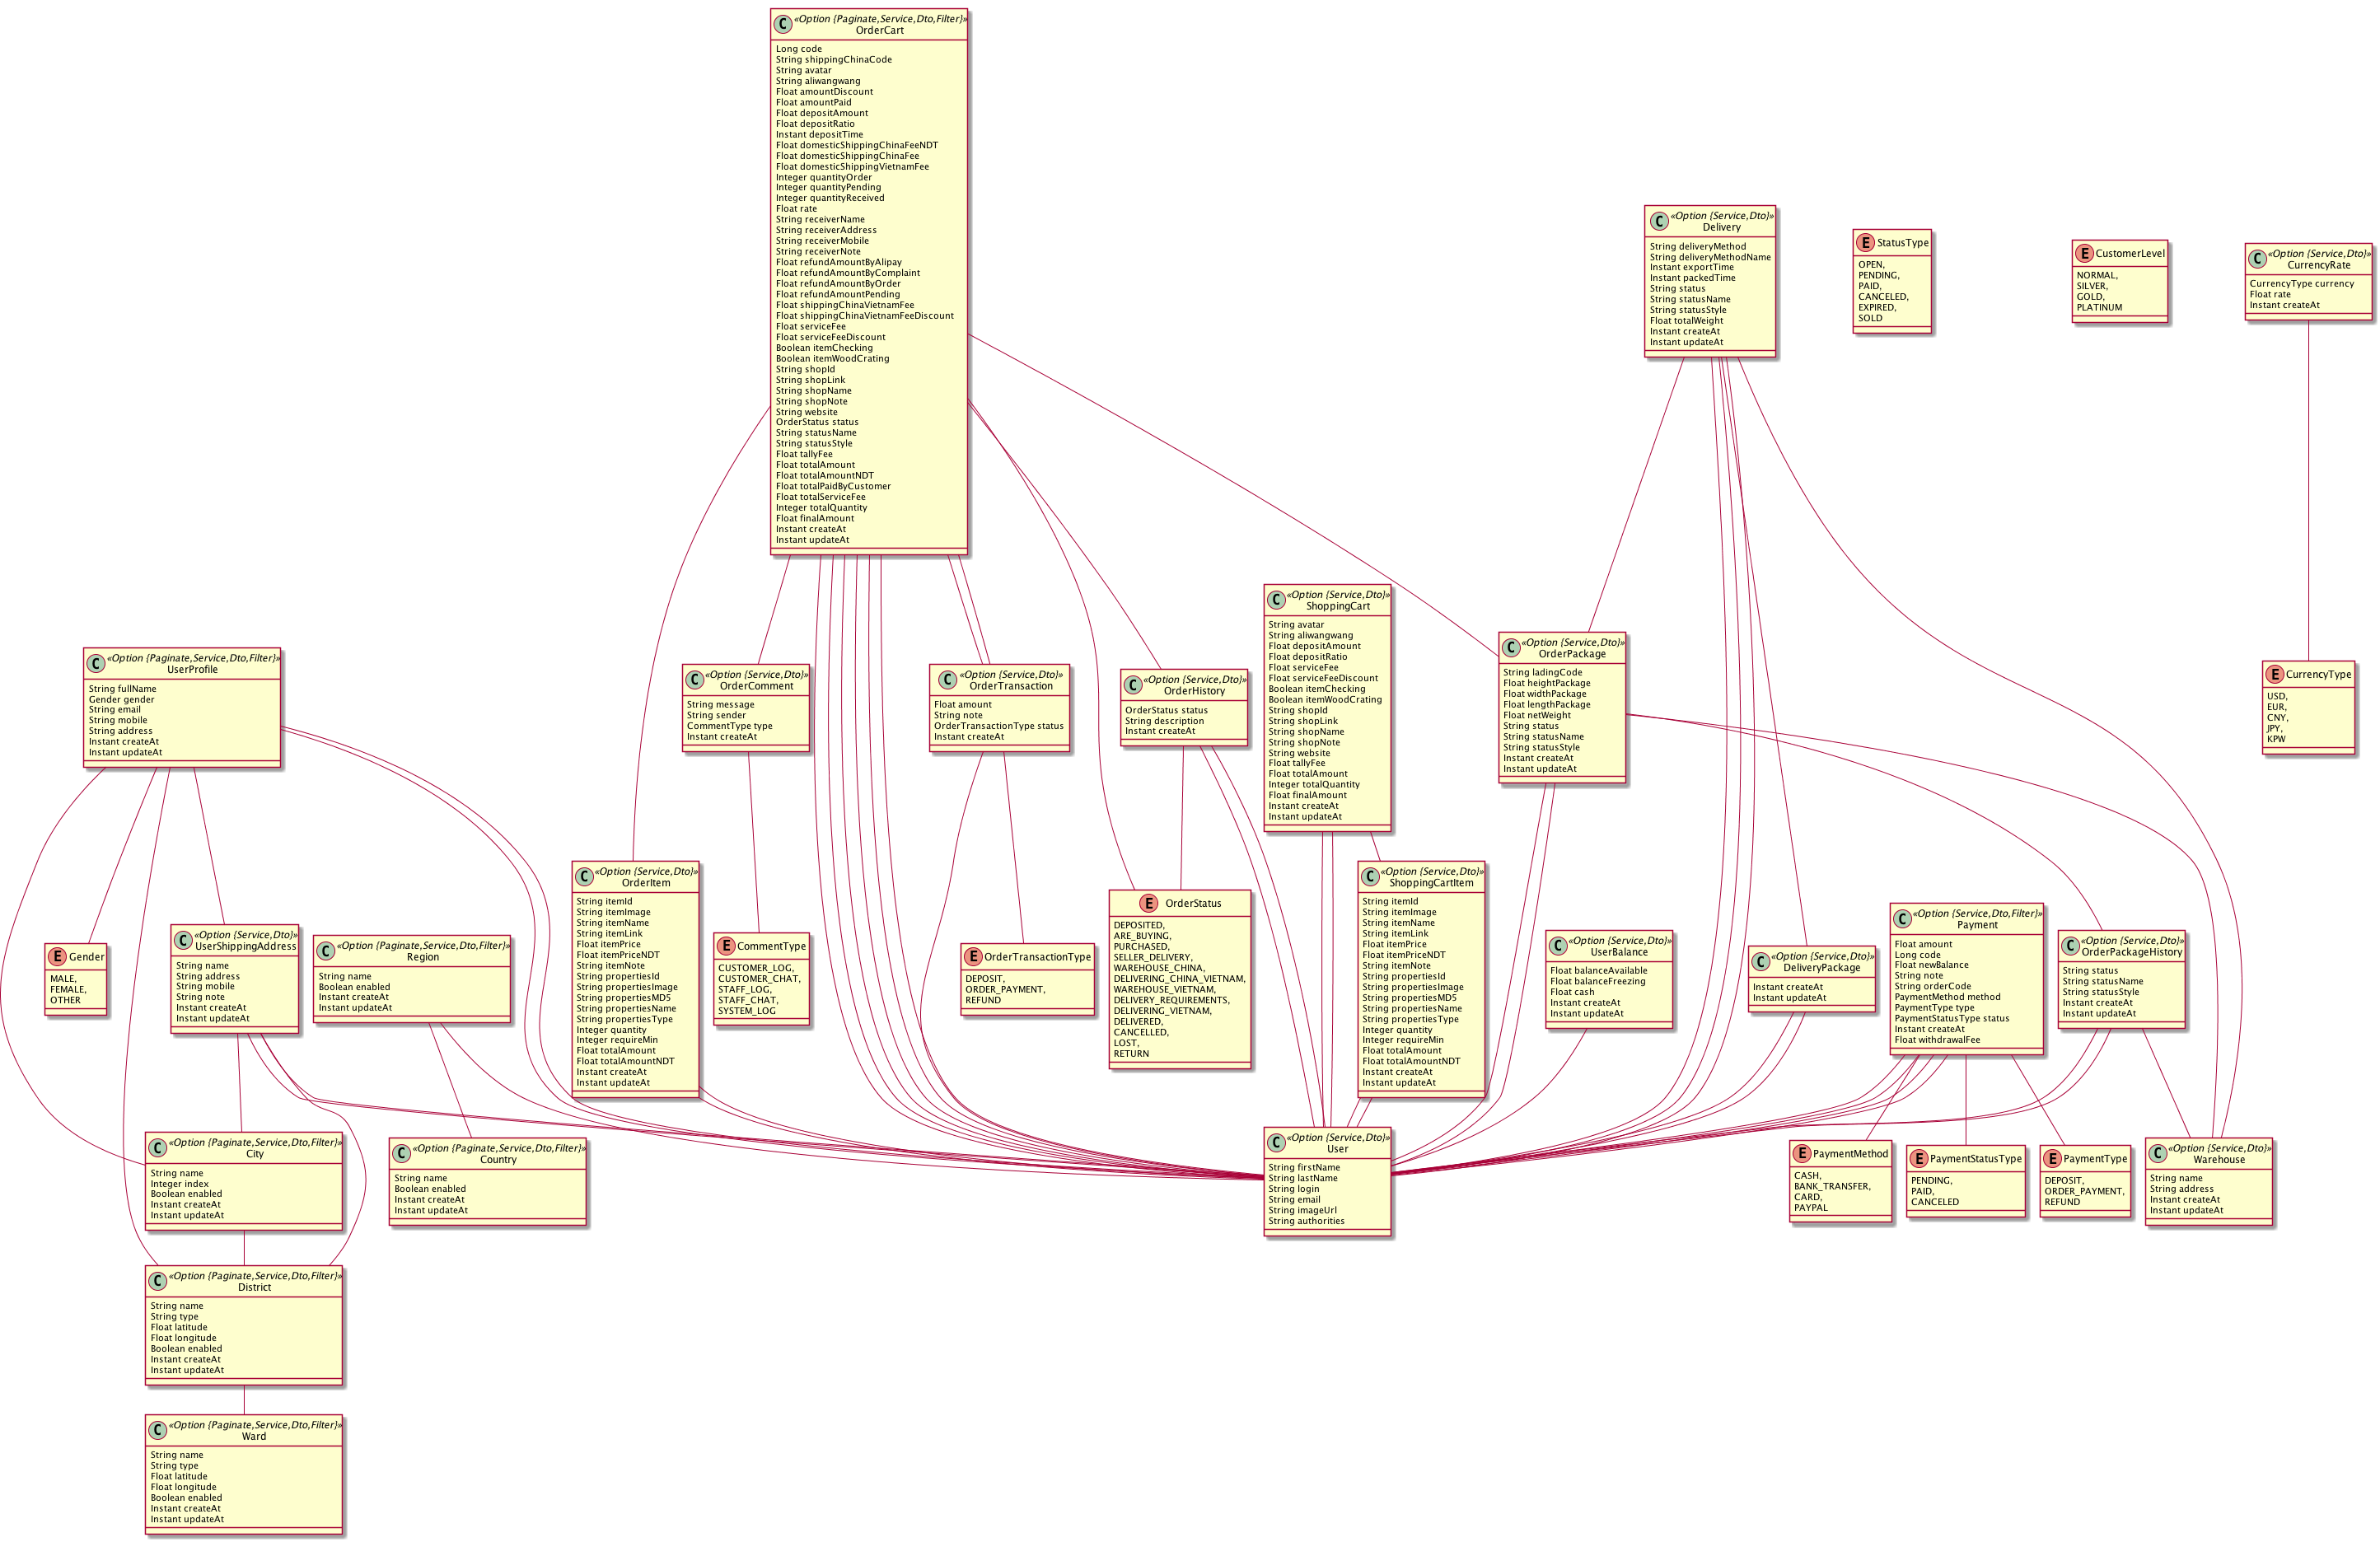 C «Option {Paginate,Service,Dto,Filter}»
OrderCart
Long code
String shippingChinaCode
String avatar
String aliwangwang
Float amountDiscount
Float amountPaid
Float depositAmount
Float depositRatio
Instant depositTime
Float domesticShippingChinaFeeNDT
Float domesticShippingChinaFee
Float domesticShippingVietnamFee
Integer quantityOrder
Integer quantityPending
Integer quantityReceived
Float rate
String receiverName
String receiverAddress
String receiverMobile
String receiverNote
Float refundAmountByAlipay
Float refundAmountByComplaint
Float refundAmountByOrder
Float refundAmountPending
Float shippingChinaVietnamFee
Float shippingChinaVietnamFeeDiscount
Float serviceFee
Float serviceFeeDiscount
Boolean itemChecking
Boolean itemWoodCrating
String shopId
String shopLink
String shopName
String shopNote
String website
OrderStatus status
String statusName
String statusStyle
Float tallyFee
Float totalAmount
Float totalAmountNDT
Float totalPaidByCustomer
Float totalServiceFee
Integer totalQuantity
Float finalAmount
Instant createAt
Instant updateAt
C «Option {Service,Dto}»
Delivery
String deliveryMethod
String deliveryMethodName
Instant exportTime
Instant packedTime
String status
String statusName
String statusStyle
Float totalWeight
Instant createAt
Instant updateAt
E StatusType
OPEN,
PENDING,
PAID,
CANCELED,
EXPIRED,
SOLD
E CustomerLevel
NORMAL,
SILVER,
GOLD,
PLATINUM
C «Option {Service,Dto}»
CurrencyRate
CurrencyType currency
Float rate
Instant createAt
C «Option {Paginate,Service,Dto,Filter}»
UserProfile
String fullName
Gender gender
String email
String mobile
String address
Instant createAt
Instant updateAt
C «Option {Service,Dto}»
OrderComment
String message
String sender
CommentType type
Instant createAt
C «Option {Service,Dto}»
OrderTransaction
Float amount
String note
OrderTransactionType status
Instant createAt
C «Option {Service,Dto}»
OrderHistory
OrderStatus status
String description
Instant createAt
C «Option {Service,Dto}»
ShoppingCart
String avatar
String aliwangwang
Float depositAmount
Float depositRatio
Float serviceFee
Float serviceFeeDiscount
Boolean itemChecking
Boolean itemWoodCrating
String shopId
String shopLink
String shopName
String shopNote
String website
Float tallyFee
Float totalAmount
Integer totalQuantity
Float finalAmount
Instant createAt
Instant updateAt
C «Option {Service,Dto}»
OrderPackage
String ladingCode
Float heightPackage
Float widthPackage
Float lengthPackage
Float netWeight
String status
String statusName
String statusStyle
Instant createAt
Instant updateAt
E CurrencyType
USD,
EUR,
CNY,
JPY,
KPW
E Gender
MALE,
FEMALE,
OTHER
C «Option {Service,Dto}»
UserShippingAddress
String name
String address
String mobile
String note
Instant createAt
Instant updateAt
C «Option {Paginate,Service,Dto,Filter}»
Region
String name
Boolean enabled
Instant createAt
Instant updateAt
C «Option {Service,Dto}»
OrderItem
String itemId
String itemImage
String itemName
String itemLink
Float itemPrice
Float itemPriceNDT
String itemNote
String propertiesId
String propertiesImage
String propertiesMD5
String propertiesName
String propertiesType
Integer quantity
Integer requireMin
Float totalAmount
Float totalAmountNDT
Instant createAt
Instant updateAt
E CommentType
CUSTOMER_LOG,
CUSTOMER_CHAT,
STAFF_LOG,
STAFF_CHAT,
SYSTEM_LOG
E OrderTransactionType
DEPOSIT,
ORDER_PAYMENT,
REFUND
E OrderStatus
DEPOSITED,
ARE_BUYING,
PURCHASED,
SELLER_DELIVERY,
WAREHOUSE_CHINA,
DELIVERING_CHINA_VIETNAM,
WAREHOUSE_VIETNAM,
DELIVERY_REQUIREMENTS,
DELIVERING_VIETNAM,
DELIVERED,
CANCELLED,
LOST,
RETURN
C «Option {Service,Dto}»
ShoppingCartItem
String itemId
String itemImage
String itemName
String itemLink
Float itemPrice
Float itemPriceNDT
String itemNote
String propertiesId
String propertiesImage
String propertiesMD5
String propertiesName
String propertiesType
Integer quantity
Integer requireMin
Float totalAmount
Float totalAmountNDT
Instant createAt
Instant updateAt
C «Option {Service,Dto}»
UserBalance
Float balanceAvailable
Float balanceFreezing
Float cash
Instant createAt
Instant updateAt
C «Option {Service,Dto}»
DeliveryPackage
Instant createAt
Instant updateAt
C «Option {Service,Dto,Filter}»
Payment
Float amount
Long code
Float newBalance
String note
String orderCode
PaymentMethod method
PaymentType type
PaymentStatusType status
Instant createAt
Float withdrawalFee
C «Option {Service,Dto}»
OrderPackageHistory
String status
String statusName
String statusStyle
Instant createAt
Instant updateAt
C «Option {Paginate,Service,Dto,Filter}»
City
String name
Integer index
Boolean enabled
Instant createAt
Instant updateAt
C «Option {Paginate,Service,Dto,Filter}»
Country
String name
Boolean enabled
Instant createAt
Instant updateAt
C «Option {Service,Dto}»
User
String firstName
String lastName
String login
String email
String imageUrl
String authorities
E PaymentMethod
CASH,
BANK_TRANSFER,
CARD,
PAYPAL
E PaymentStatusType
PENDING,
PAID,
CANCELED
E PaymentType
DEPOSIT,
ORDER_PAYMENT,
REFUND
C «Option {Service,Dto}»
Warehouse
String name
String address
Instant createAt
Instant updateAt
C «Option {Paginate,Service,Dto,Filter}»
District
String name
String type
Float latitude
Float longitude
Boolean enabled
Instant createAt
Instant updateAt
C «Option {Paginate,Service,Dto,Filter}»
Ward
String name
String type
Float latitude
Float longitude
Boolean enabled
Instant createAt
Instant updateAt